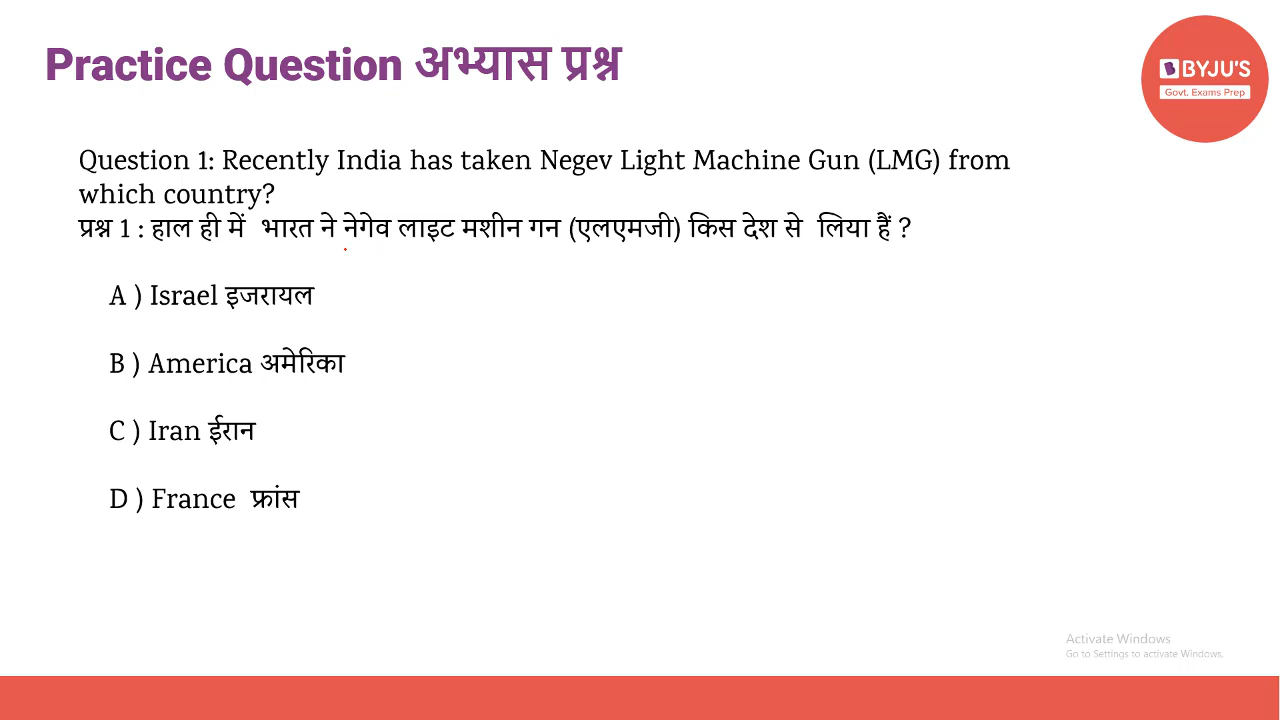 Practice Question अभ्यास प्रश्न
BYJU'S
Govt. Exams Prep
Question 1: Recently India has taken Negev Light Machine Gun (LMG) from
which country?
प्रश्न 1 : हाल ही में भारत ने नेगेव लाइट मशीन गन (एलएमजी) किस देश से लिया हैं ?
A ) Israel इजरायल
B ) America अमेरिका
C ) Iran ईरान
D ) France फ्रांस
Activate Windows
Go to Settings to activate Windows.